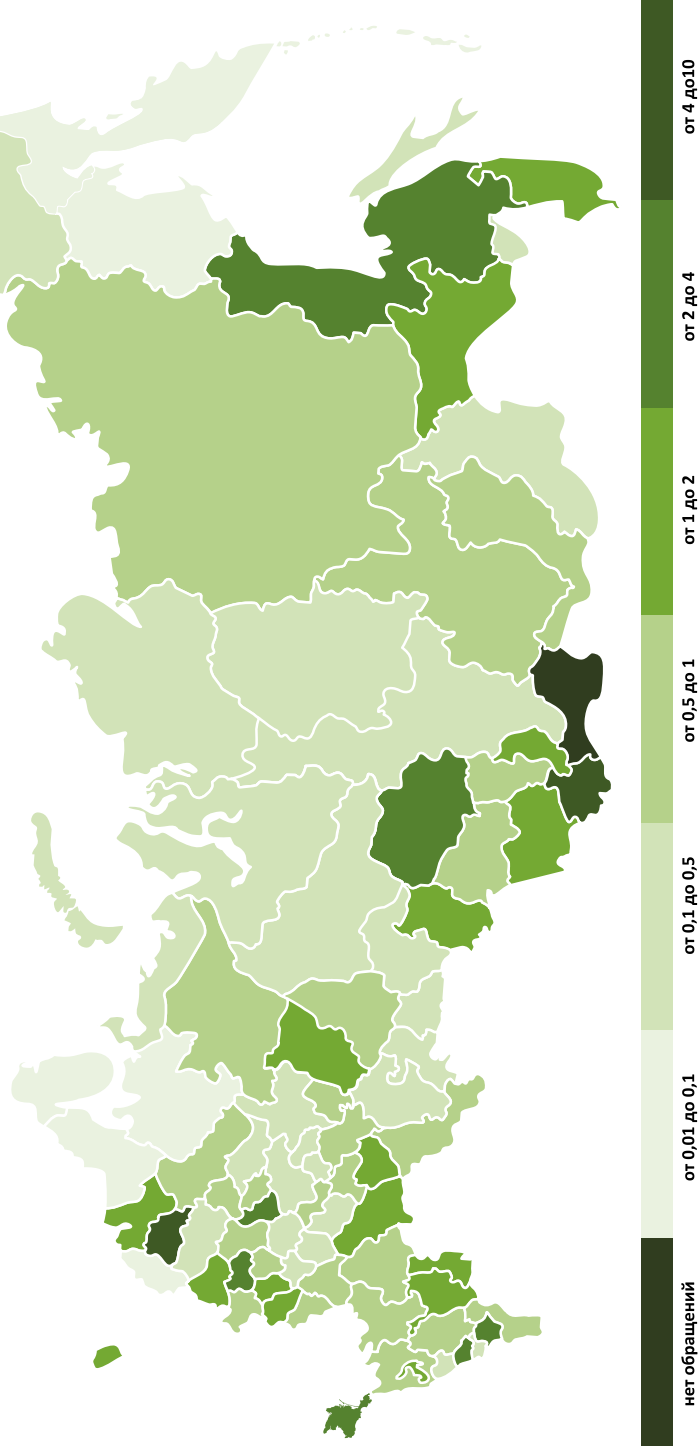 нет обращений
от 0,01 до 0,1
от 0,1 до 0,5
от 0,5 до 1
от 1 до 2
от 2 до 4
от 4 до10